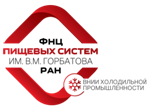 ФНЦ
ПИЩЕВЫХ СИСТЕМ
ИМ. В.М. ГОРБАТОВА
РАН
ВНИИ ХОЛОДИЛЬНОЙ
ПРОМЫШЛЕННОСТИ